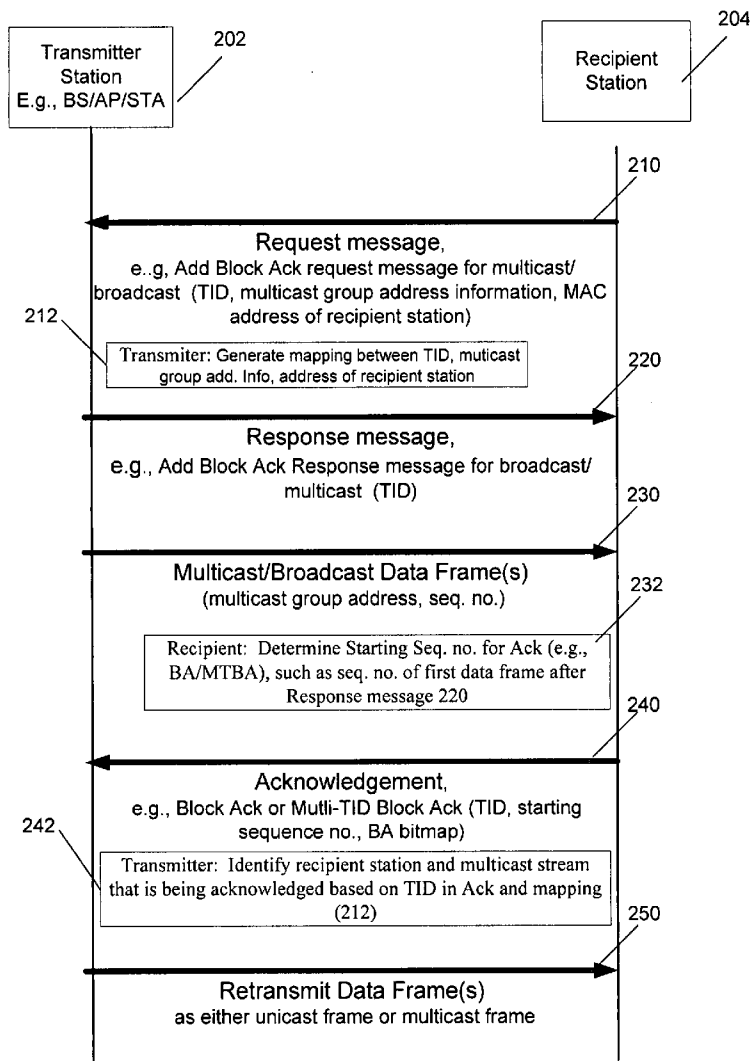 Transmitter
Station
E.g., BS/AP/STA
202
Recipient
Station
204
210
Request message,
e..g, Add Block Ack request message for multicast/
broadcast (TID, multicast group address information, MAC
address of recipient station)
212
Transmiter: Generate mapping between TID, muticast
group add. Info, address of recipient station
220
Response message,
e.g., Add Block Ack Response message for broadcast/
multicast (TID)
230
Multicast/Broadcast Data Frame(s)
(multicast group address, seq. no.)
232
Recipient: Determine Starting Seq. no. for Ack (e.g.,
BA/MTBA), such as seq. no. of first data frame after
Response message 220
240
Acknowledgement,
e.g., Block Ack or Mutli-TID Block Ack (TID, starting
sequence no., BA bitmap)
242
Transmitter: Identify recipient station and multicast stream
that is being acknowledged based on TID in Ack and mapping
(212)
250
Retransmit Data Frame(s)
as either unicast frame or multicast frame